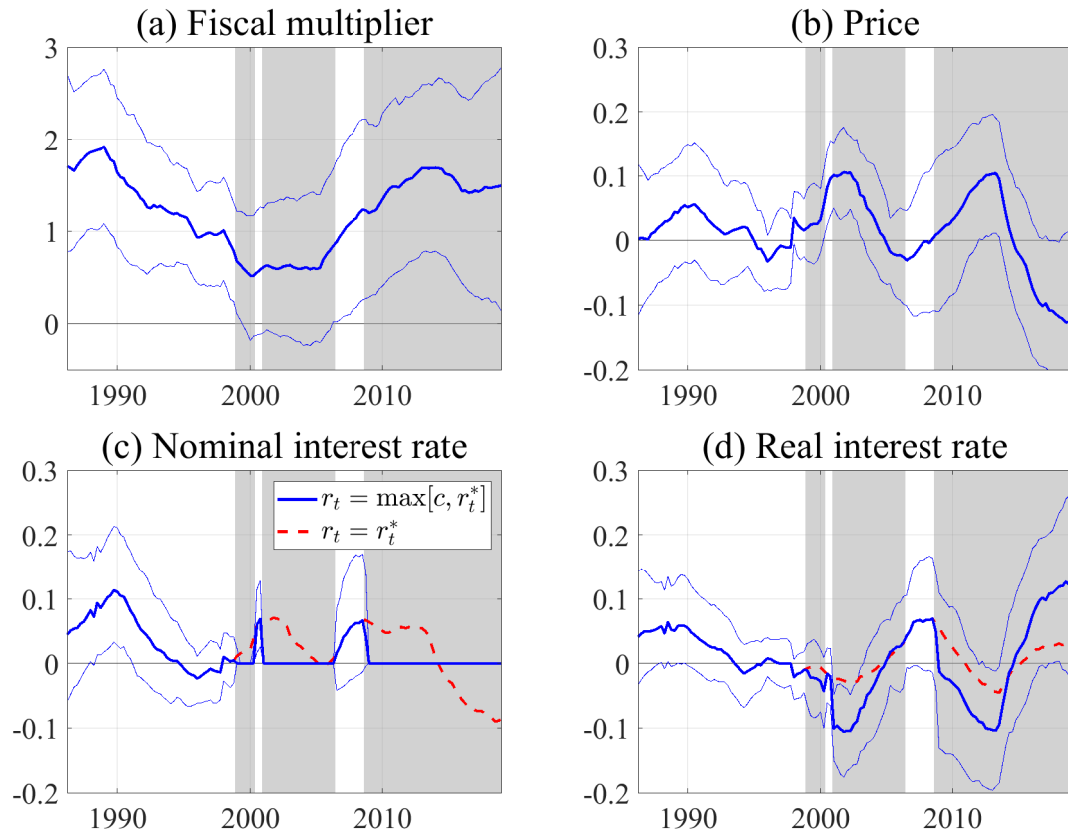 (a) Fiscal multiplier
3
2
1
0
1990 2000 2010
(b) Price
0.3
0.2
0.1
0
-0.1
-0.2
1990 2000 2010
(c) Nominal interest rate
0.3
0.2
0.1
0
-0.1
-0.2
1990 2000 2010
r_t = max[c, r_t^*]
r_t = r_t^*
(d) Real interest rate
0.3
0.2
0.1
0
-0.1
-0.2
1990 2000 2010